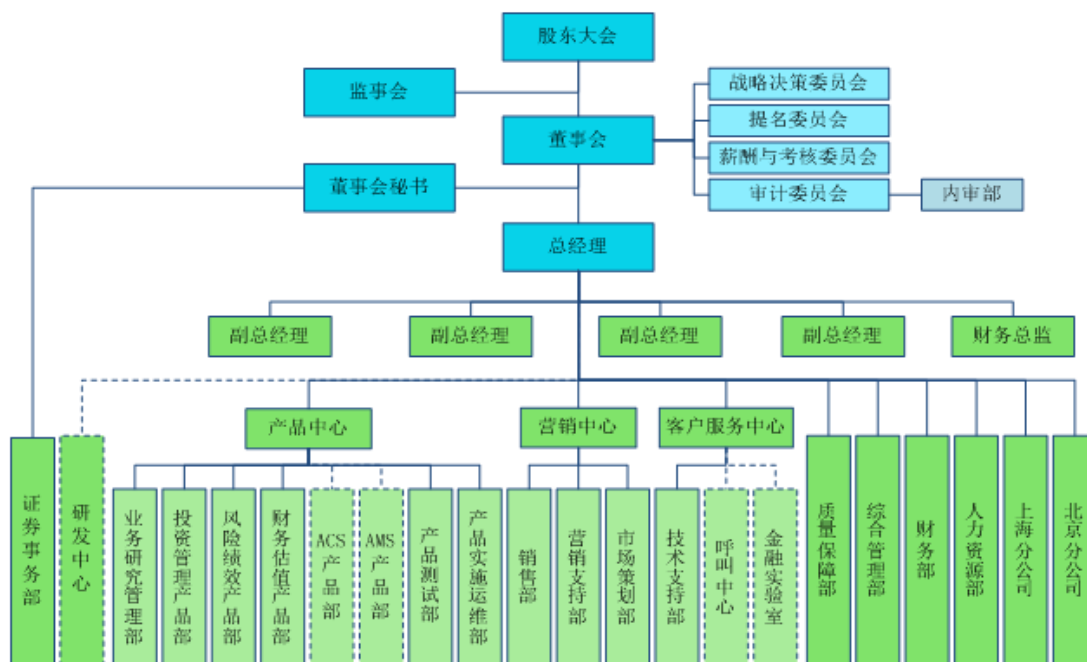 股东大会
监事会
战略决策委员会
提名委员会
董事会
薪酬与考核委员会
董事会秘书
审计委员会
内审部
总经理
副总经理
副总经理
副总经理
副总经理
财务总监
产品中心
营销中心
客户服务中心
证券事务部
研发中心
业务研究管理部
投资管理产品部
风险绩效产品部
财务估值产品部
ACS产品部
AMS产品部
产品测试部
产品实施运维部
销售部
营销支持部
市场策划部
技术支持部
呼叫中心
金融实验室
质量保障部
综合管理部
财务部
人力资源部
上海分公司
北京分公司